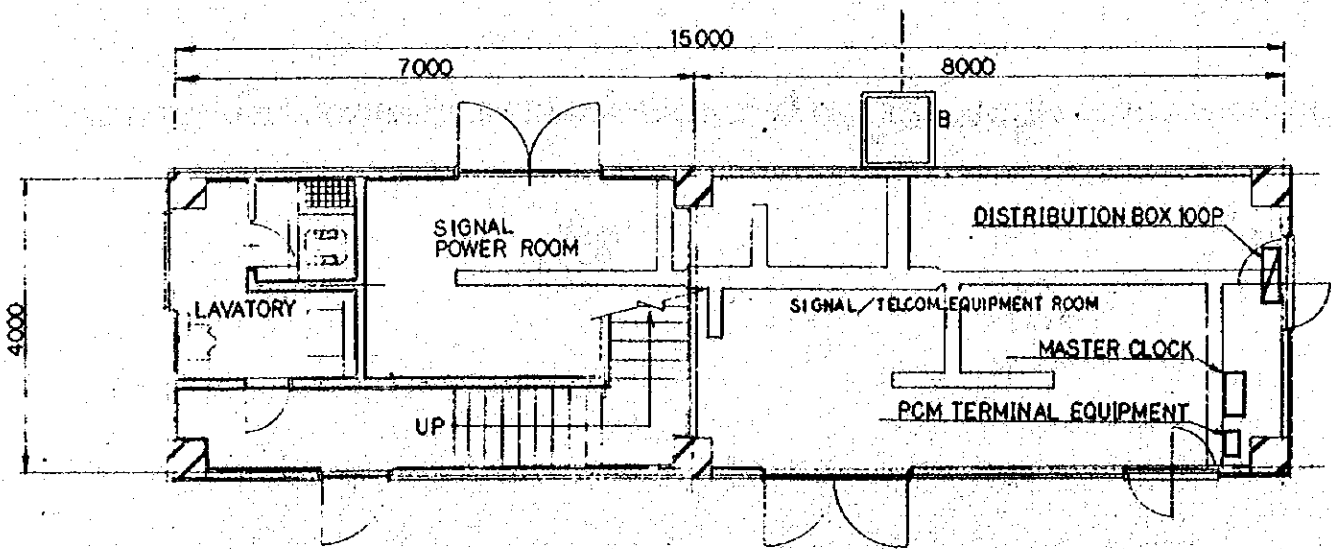 15000
7000
8000
B
DISTRIBUTION BOX 100P
SIGNAL
POWER ROOM
LAVATORY
SIGNAL/TELCOM EQUIPMENT ROOM
4000
MASTER CLOCK
PCM TERMINAL EQUIPMENT
UP